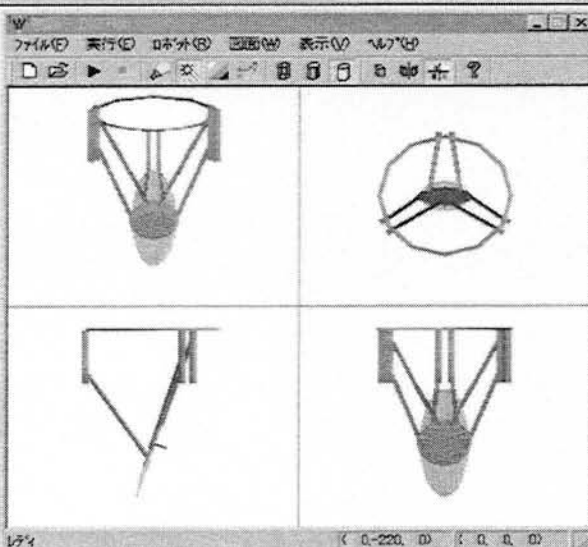 W
ファイル(F) 実行(E) ロボット(R) 図面(W) 表示(V) ヘルプ(H)
レディ ( 0,-220, 0) ( 0, 0, 0)